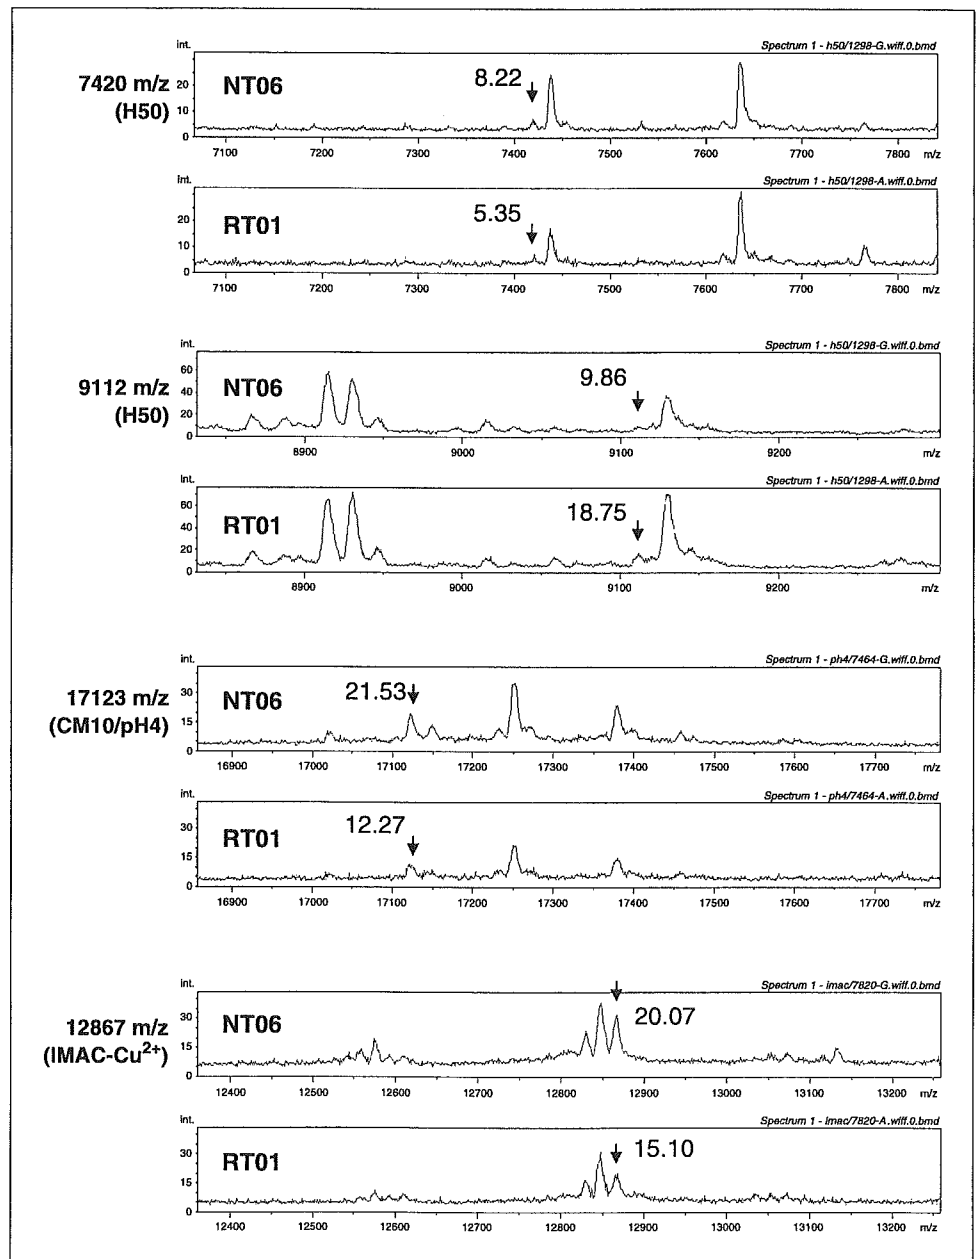 Spectrum 1 - h50/1298-G.wiff.0.bmd
int.
7420 m/z
(H50)
NT06
8.22
20
10
0
7100 7200 7300 7400 7500 7600 7700 7800 m/z
Spectrum 1 - h50/1298-A.wiff.0.bmd
int.
RT01
5.35
20
10
0
7100 7200 7300 7400 7500 7600 7700 7800 m/z
Spectrum 1 - h50/1298-G.wiff.0.bmd
int.
9112 m/z
(H50)
NT06
9.86
60
40
20
0
8900 9000 9100 9200 m/z
Spectrum 1 - h50/1298-A.wiff.0.bmd
int.
RT01
18.75
60
40
20
0
8900 9000 9100 9200 m/z
Spectrum 1 - ph4/7464-G.wiff.0.bmd
int.
17123 m/z
(CM10/pH4)
NT06
21.53
30
15
0
16900 17000 17100 17200 17300 17400 17500 17600 17700 m/z
Spectrum 1 - ph4/7464-A.wiff.0.bmd
int.
RT01
12.27
30
15
0
16900 17000 17100 17200 17300 17400 17500 17600 17700 m/z
Spectrum 1 - imac/7820-G.wiff.0.bmd
int.
12867 m/z
(IMAC-Cu²⁺)
NT06
20.07
30
15
0
12400 12500 12600 12700 12800 12900 13000 13100 13200 m/z
Spectrum 1 - imac/7820-A.wiff.0.bmd
int.
RT01
15.10
30
15
0
12400 12500 12600 12700 12800 12900 13000 13100 13200 m/z